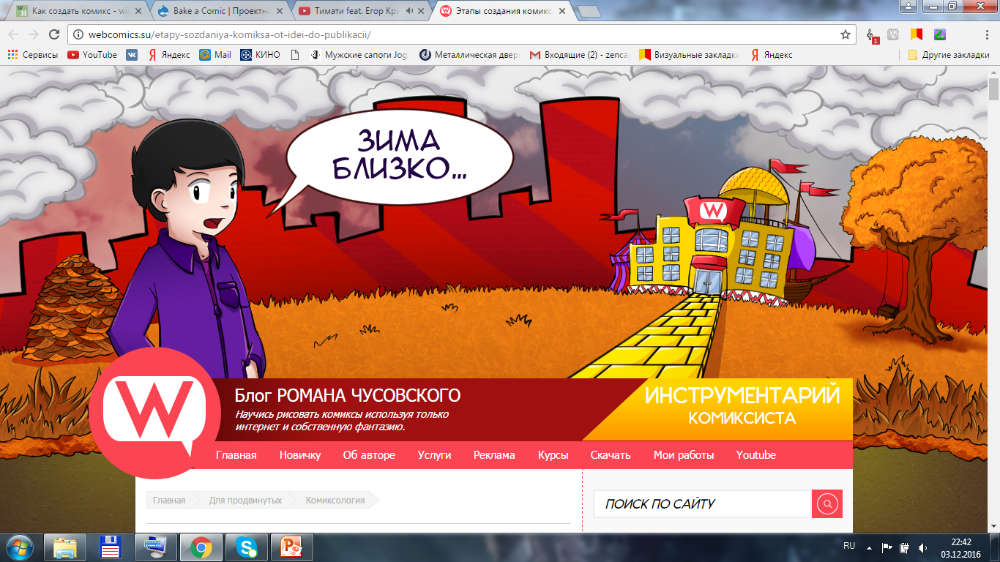 Как создать комикс - wil
Bake a Comic | Проектна
Тимати feat. Егор Кри
Этапы создания комикс
webcomics.su/etapy-sozdaniya-komiksa-ot-idei-do-publikacii/
1
Сервисы YouTube Яндекс Mail КИНО Мужские сапоги Jog Металлическая двер Входящие (2) - zenca Визуальные закладки Яндекс Другие закладки
ЗИМА
БЛИЗКО...
W
W
Блог РОМАНА ЧУСОВСКОГО
Научись рисовать комиксы используя только
интернет и собственную фантазию.
ИНСТРУМЕНТАРИЙ
КОМИКСИСТА
Главная Новичку Об авторе Услуги Реклама Курсы Скачать Мои работы Youtube
Главная Для продвинутых Комиксология
ПОИСК ПО САЙТУ
RU
22:42
03.12.2016